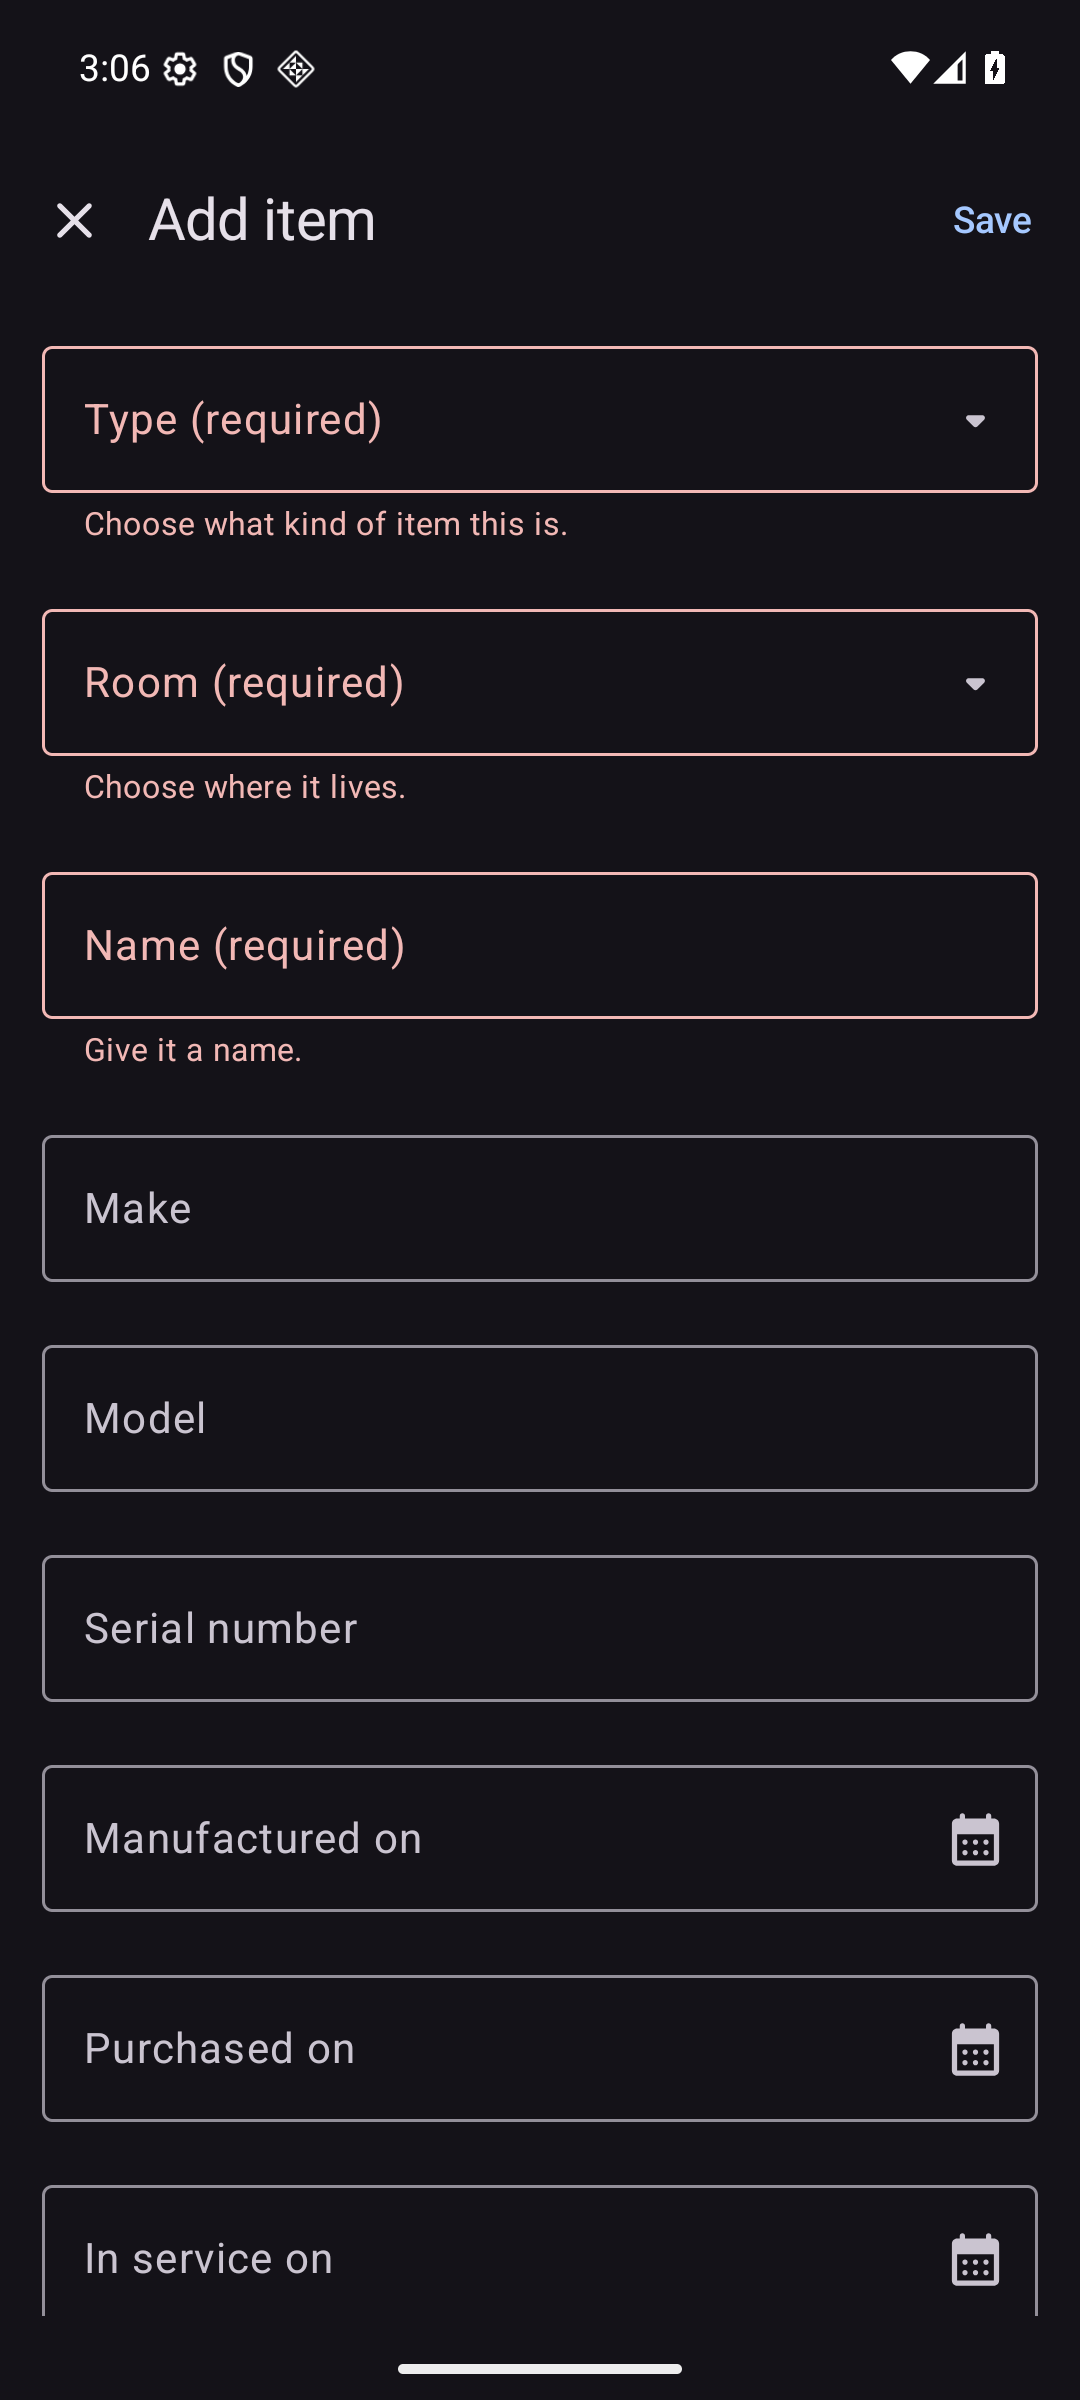 3:06
Add item
Save
Type (required)
Choose what kind of item this is.
Room (required)
Choose where it lives.
Name (required)
Give it a name.
Make
Model
Serial number
Manufactured on
Purchased on
In service on